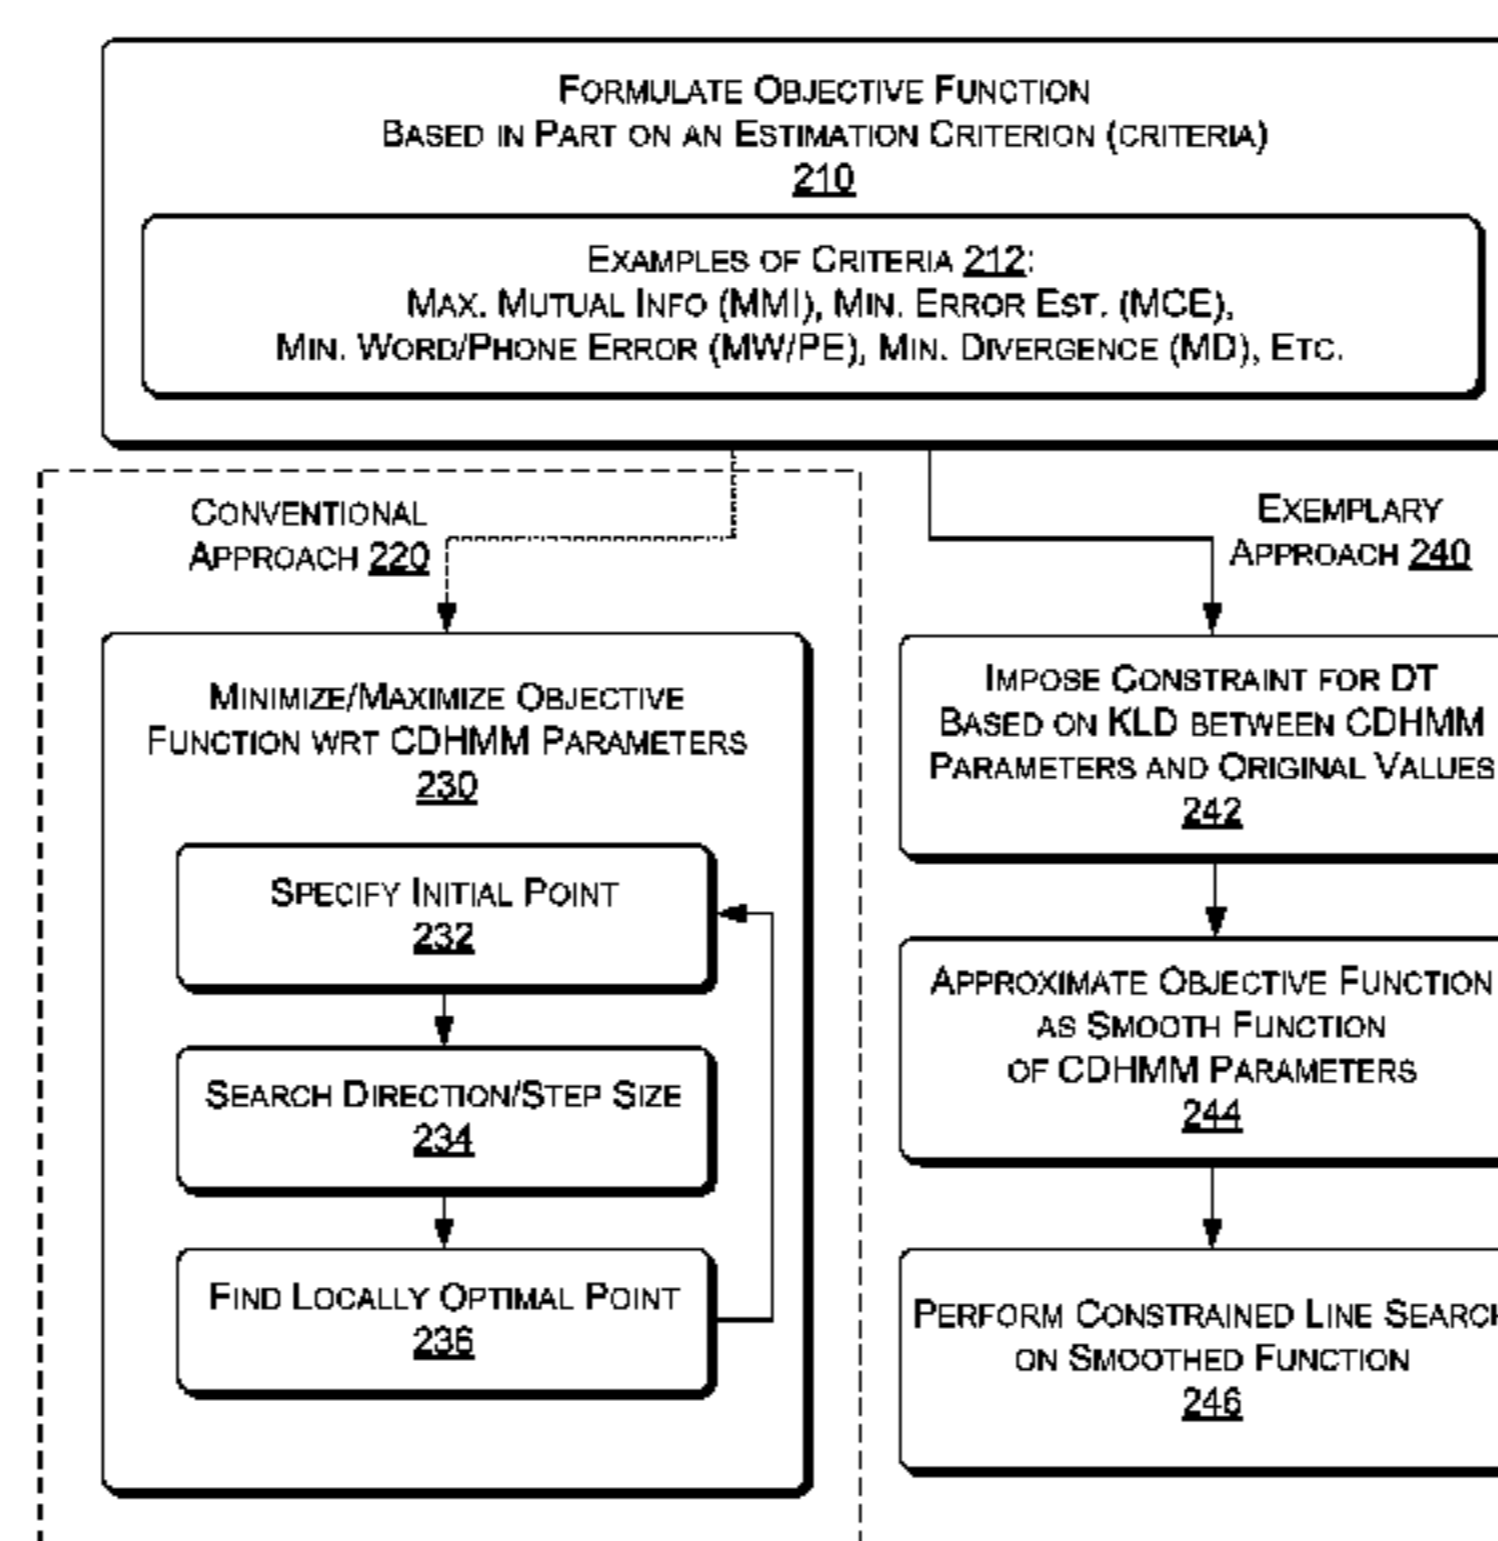 FORMULATE OBJECTIVE FUNCTION
BASED IN PART ON AN ESTIMATION CRITERION (CRITERIA)
210
EXAMPLES OF CRITERIA 212:
MAX. MUTUAL INFO (MMI), MIN. ERROR EST. (MCE),
MIN. WORD/PHONE ERROR (MW/PE), MIN. DIVERGENCE (MD), ETC.
CONVENTIONAL
APPROACH 220
MINIMIZE/MAXIMIZE OBJECTIVE
FUNCTION WRT CDHMM PARAMETERS
230
SPECIFY INITIAL POINT
232
SEARCH DIRECTION/STEP SIZE
234
FIND LOCALLY OPTIMAL POINT
236
EXEMPLARY
APPROACH 240
IMPOSE CONSTRAINT FOR DT
BASED ON KLD BETWEEN CDHMM
PARAMETERS AND ORIGINAL VALUES
242
APPROXIMATE OBJECTIVE FUNCTION
AS SMOOTH FUNCTION
OF CDHMM PARAMETERS
244
PERFORM CONSTRAINED LINE SEARCH
ON SMOOTHED FUNCTION
246